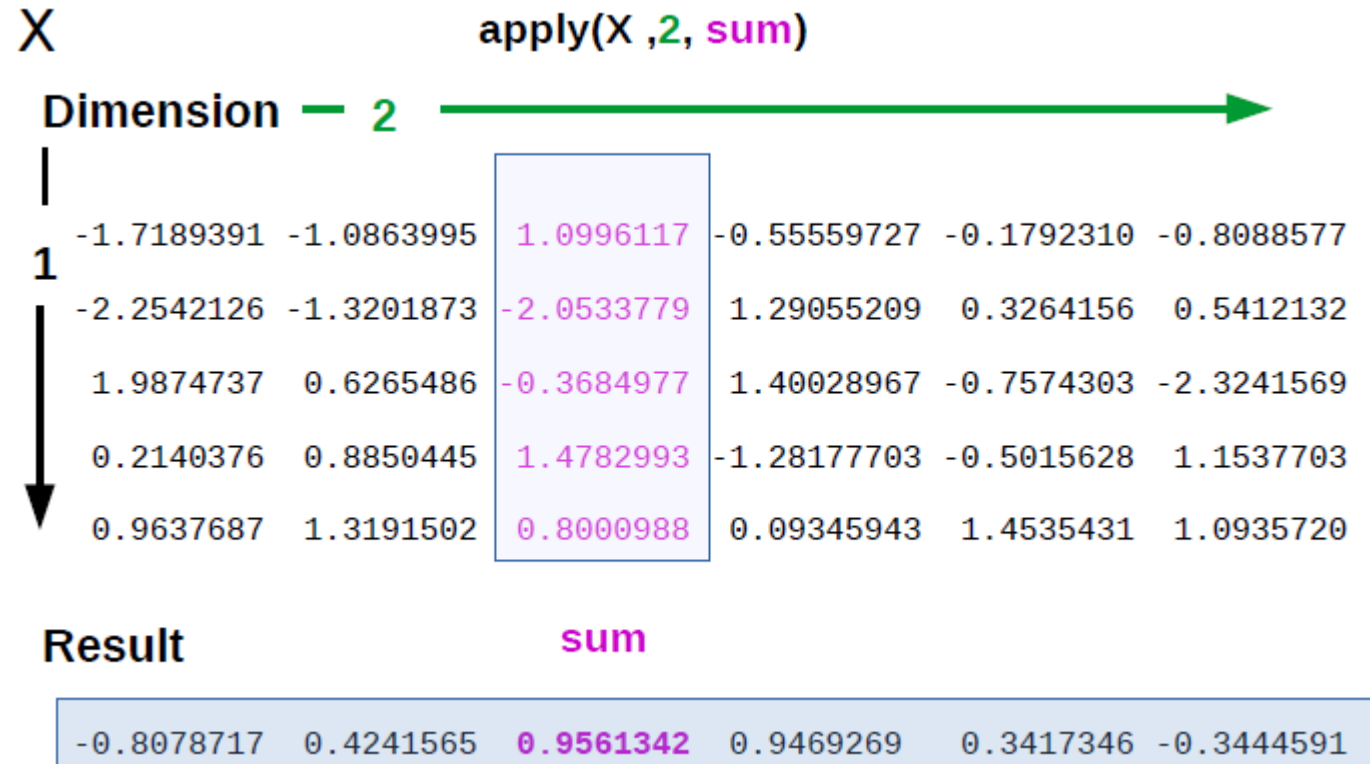 X
apply(X ,2, sum)
Dimension 2
1
-1.7189391 -1.0863995 1.0996117 -0.55559727 -0.1792310 -0.8088577
-2.2542126 -1.3201873 -2.0533779 1.29055209 0.3264156 0.5412132
1.9874737 0.6265486 -0.3684977 1.40028967 -0.7574303 -2.3241569
0.2140376 0.8850445 1.4782993 -1.28177703 -0.5015628 1.1537703
0.9637687 1.3191502 0.8000988 0.09345943 1.4535431 1.0935720
Result sum
-0.8078717 0.4241565 0.9561342 0.9469269 0.3417346 -0.3444591